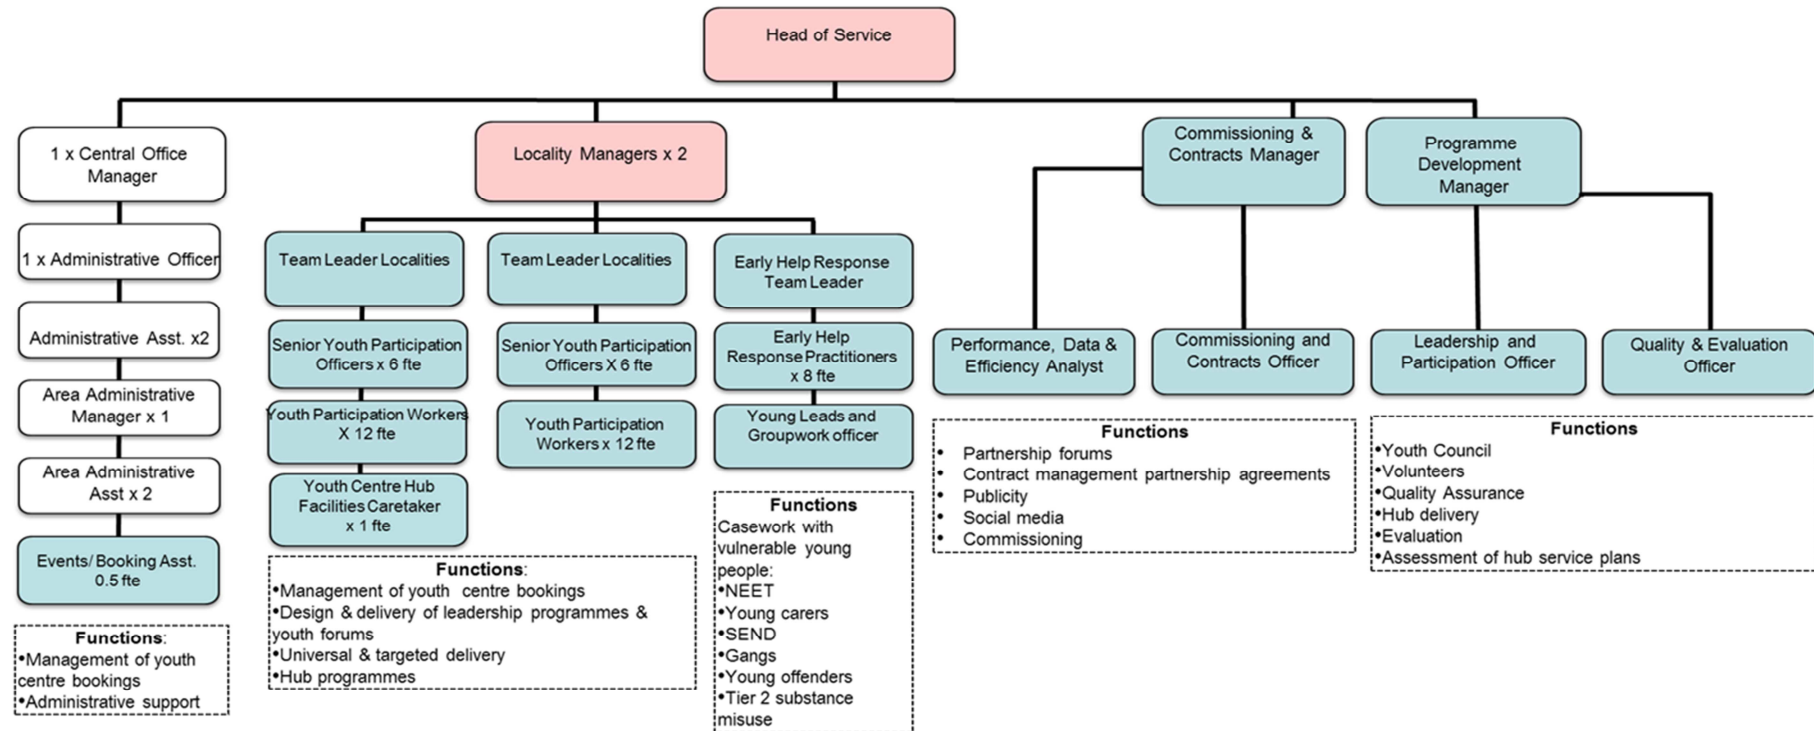 Head of Service
1 x Central Office
Manager
1 x Administrative Officer
Administrative Asst. x2
Area Administrative
Manager x 1
Area Administrative
Asst x 2
Events/ Booking Asst.
0.5 fte
Functions:
•Management of youth
centre bookings
•Administrative support
Locality Managers x 2
Team Leader Localities
Senior Youth Participation
Officers x 6 fte
Youth Participation Workers
X 12 fte
Youth Centre Hub
Facilities Caretaker
x 1 fte
Team Leader Localities
Senior Youth Participation
Officers X 6 fte
Youth Participation
Workers x 12 fte
Functions:
•Management of youth centre bookings
•Design & delivery of leadership programmes &
youth forums
•Universal & targeted delivery
•Hub programmes
Early Help Response
Team Leader
Early Help
Response Practitioners
x 8 fte
Young Leads and
Groupwork officer
Functions
Casework with
vulnerable young
people:
•NEET
•Young carers
•SEND
•Gangs
•Young offenders
•Tier 2 substance
misuse
Commissioning &
Contracts Manager
Performance, Data &
Efficiency Analyst
Commissioning and
Contracts Officer
Functions
• Partnership forums
• Contract management partnership agreements
• Publicity
• Social media
• Commissioning
Programme
Development
Manager
Leadership and
Participation Officer
Quality & Evaluation
Officer
Functions
•Youth Council
•Volunteers
•Quality Assurance
•Hub delivery
•Evaluation
•Assessment of hub service plans